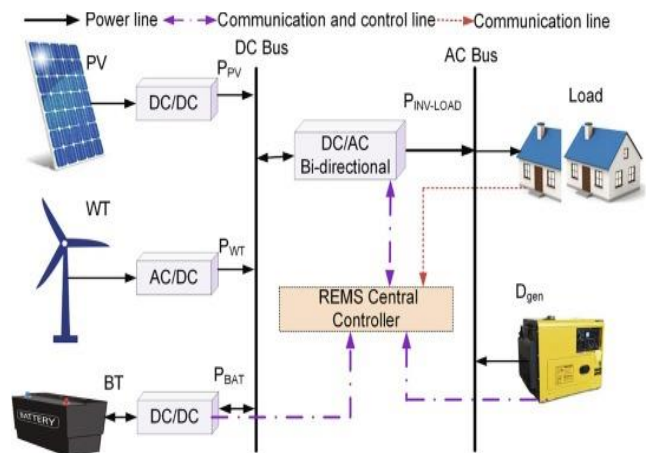 Power line
Communication and control line
Communication line
DC Bus
AC Bus
PV
DC/DC
PPV
PINV-LOAD
Load
DC/AC
Bi-directional
WT
AC/DC
PWT
REMS Central
Controller
Dgen
BT
BATTERY
DC/DC
PBAT